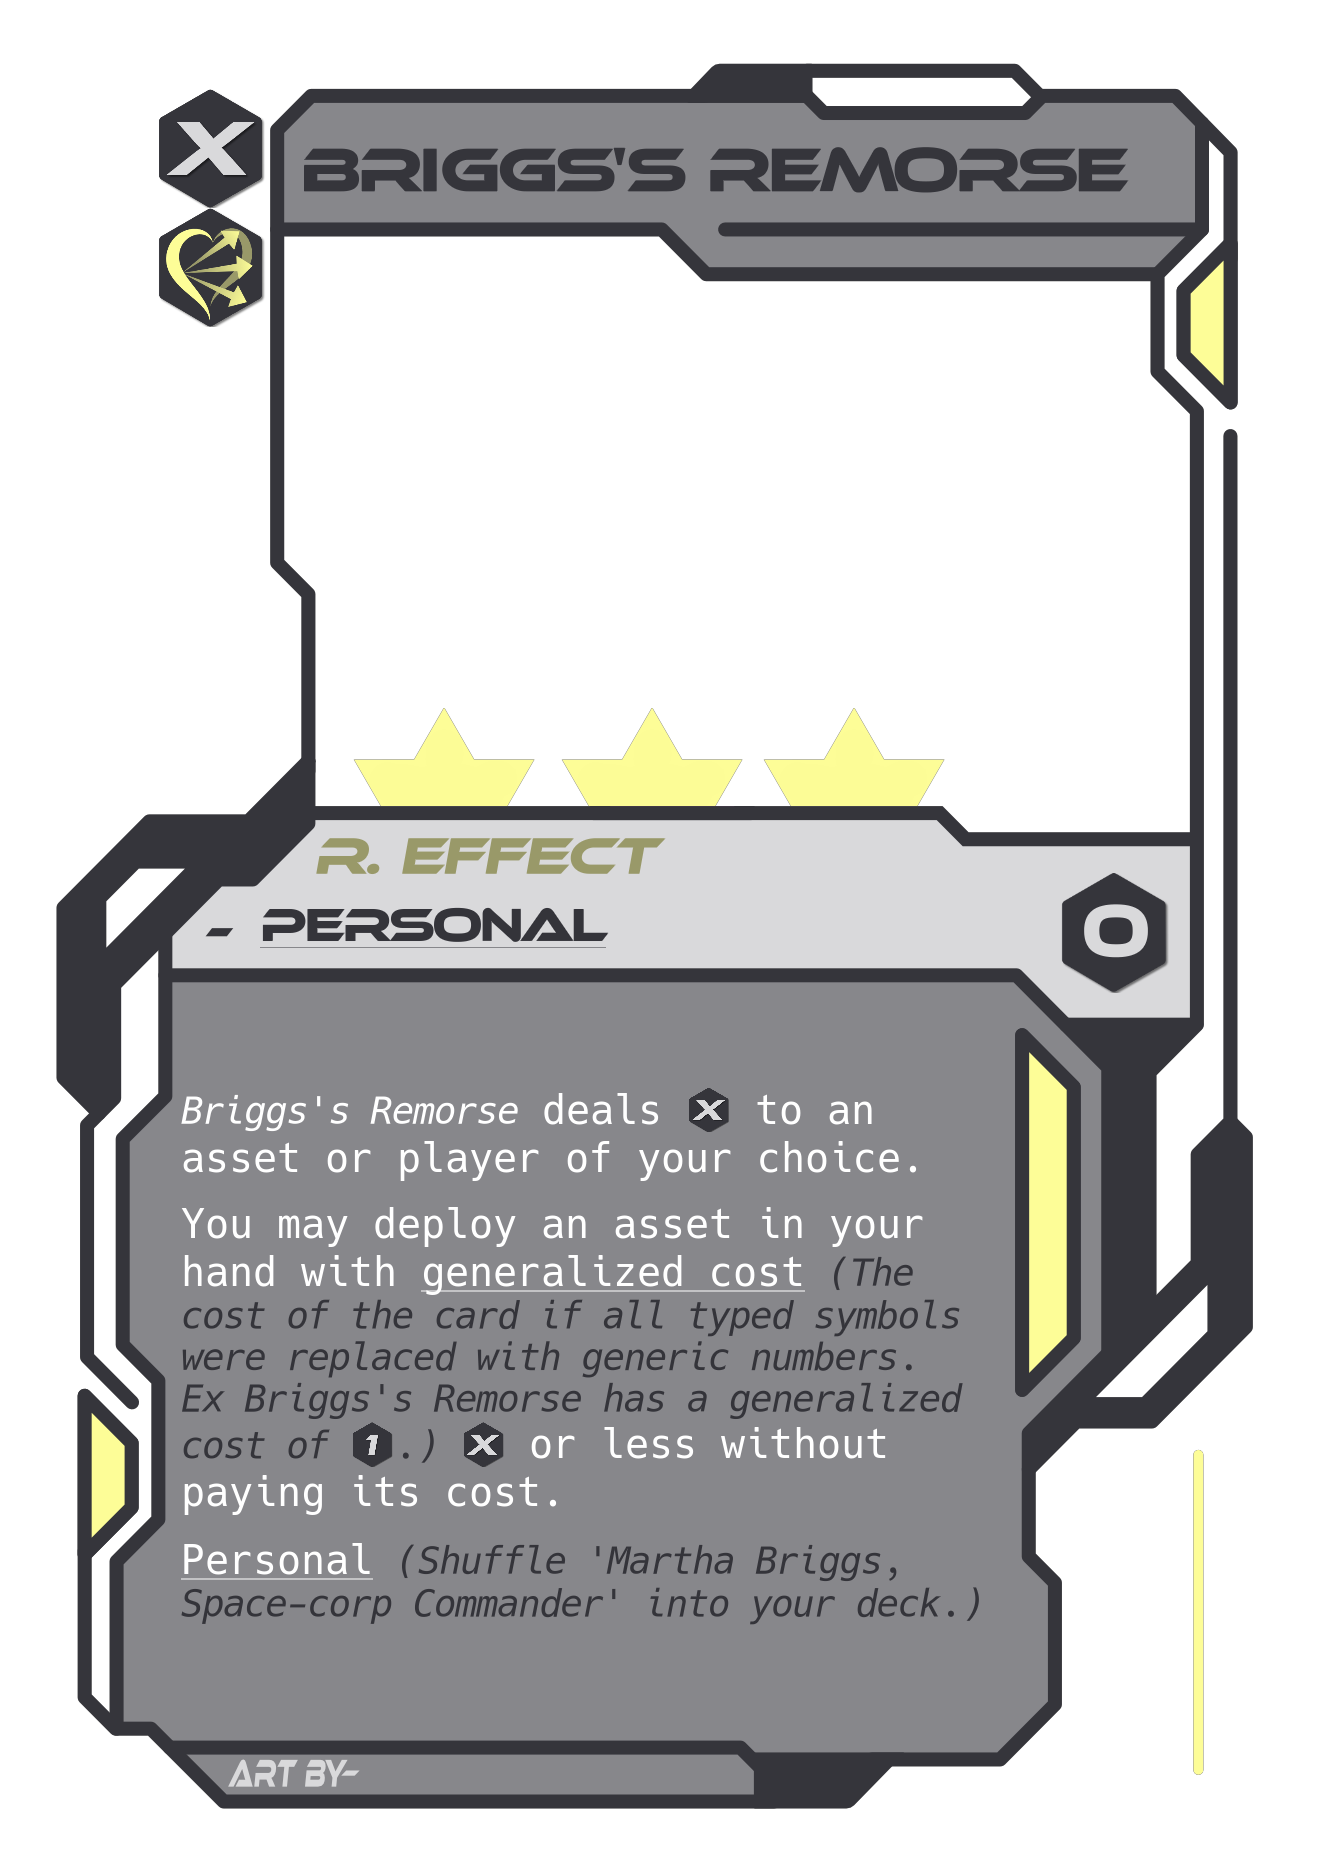 X
BRIGGS'S REMORSE
R. EFFECT
- PERSONAL
0
Briggs's Remorse deals X to an
asset or player of your choice.
You may deploy an asset in your
hand with generalized cost (The
cost of the card if all typed symbols
were replaced with generic numbers.
Ex Briggs's Remorse has a generalized
cost of 1.) X or less without
paying its cost.
Personal (Shuffle 'Martha Briggs,
Space-corp Commander' into your deck.)
ART BY-